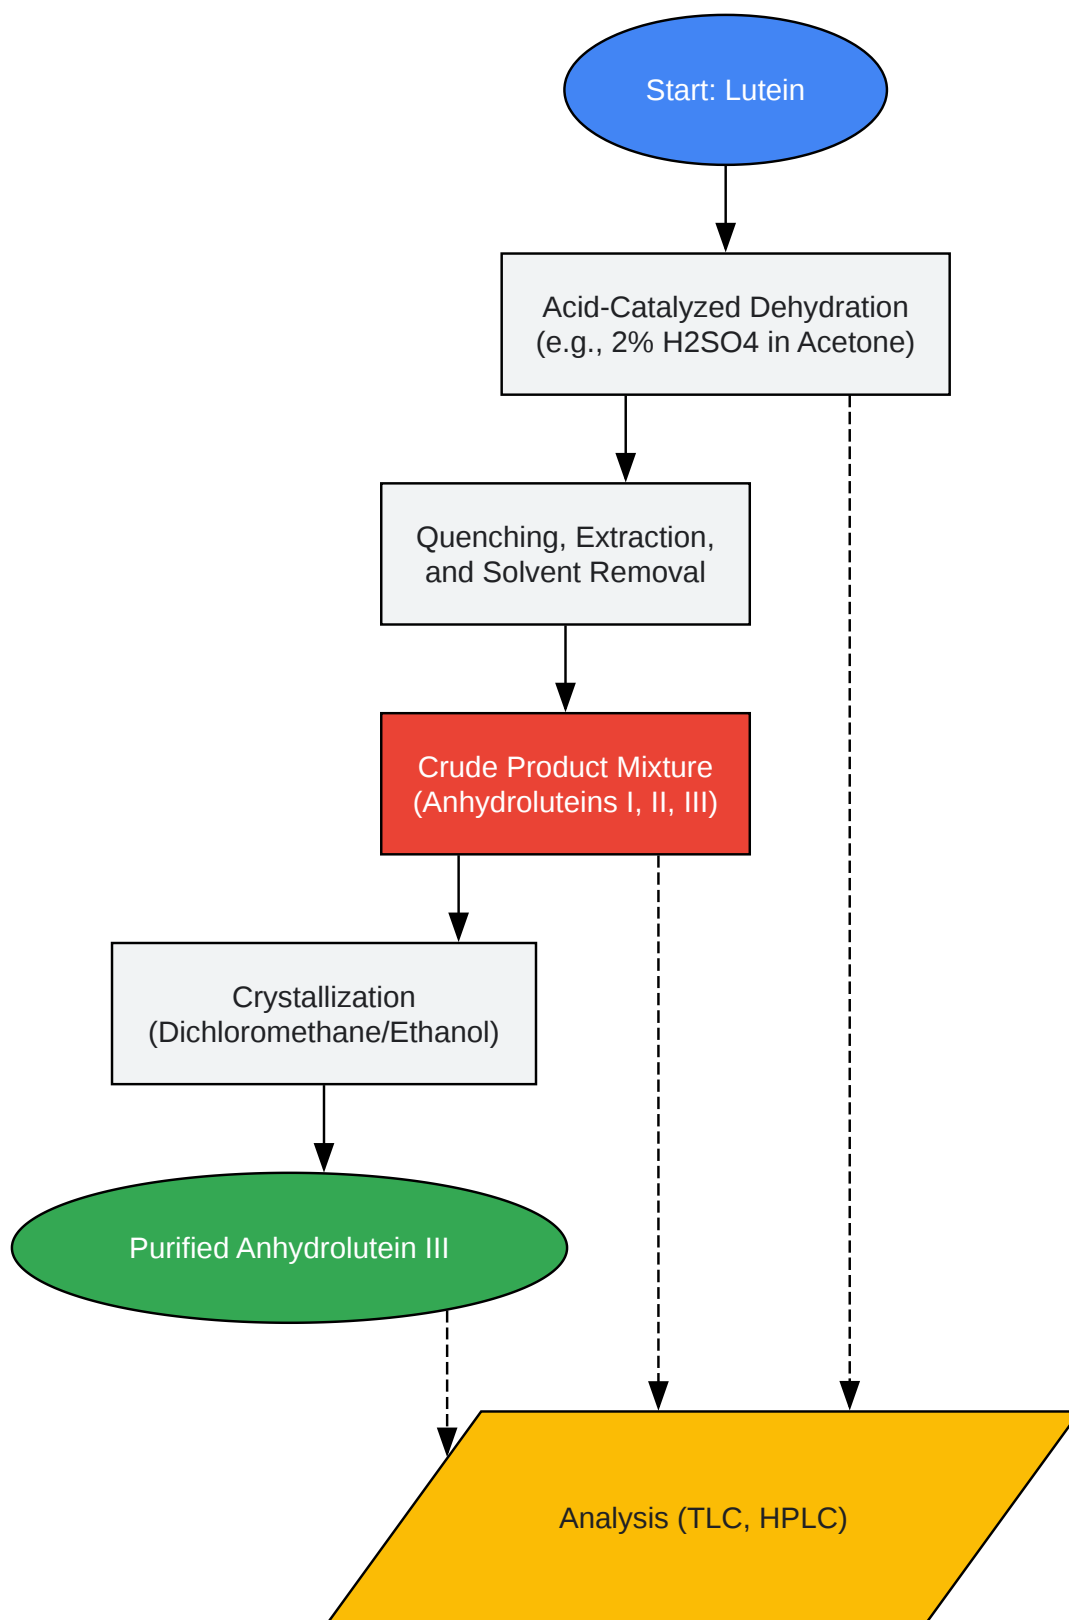 Start: Lutein
Acid-Catalyzed Dehydration
(e.g., 2% H2SO4 in Acetone)
Quenching, Extraction,
and Solvent Removal
Crude Product Mixture
(Anhydroluteins I, II, III)
Crystallization
(Dichloromethane/Ethanol)
Purified Anhydrolutein III
Analysis (TLC, HPLC)